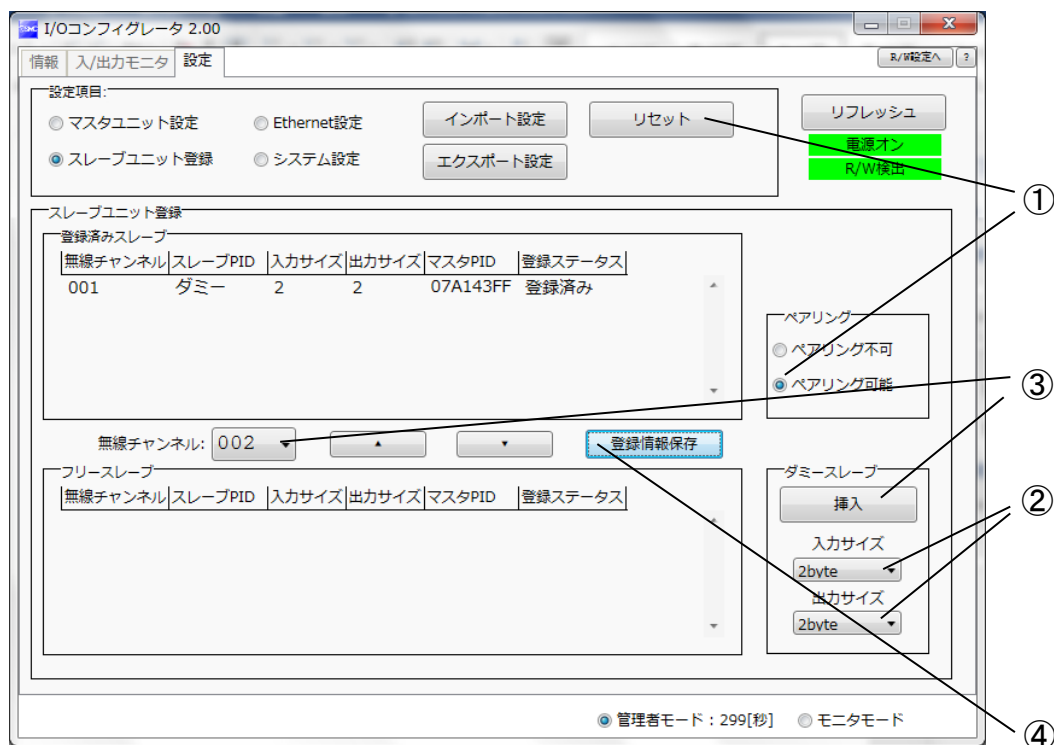 I/Oコンフィグレータ 2.00
情報 入/出力モニタ 設定 R/W設定へ ?
設定項目:
マスタユニット設定 Ethernet設定 インポート設定 リセット リフレッシュ
電源オン
スレーブユニット登録 システム設定 エクスポート設定 R/W検出
①
スレーブユニット登録
登録済みスレーブ
無線チャンネル スレーブPID 入力サイズ 出力サイズ マスタPID 登録ステータス
001 ダミー 2 2 07A143FF 登録済み
ペアリング
ペアリング不可
ペアリング可能
③
無線チャンネル: 002 ▼ ▲ ▼ 登録情報保存
フリースレーブ ダミースレーブ
無線チャンネル スレーブPID 入力サイズ 出力サイズ マスタPID 登録ステータス
挿入
②
入力サイズ
2byte
出力サイズ
2byte
管理者モード:299[秒] モニタモード
④